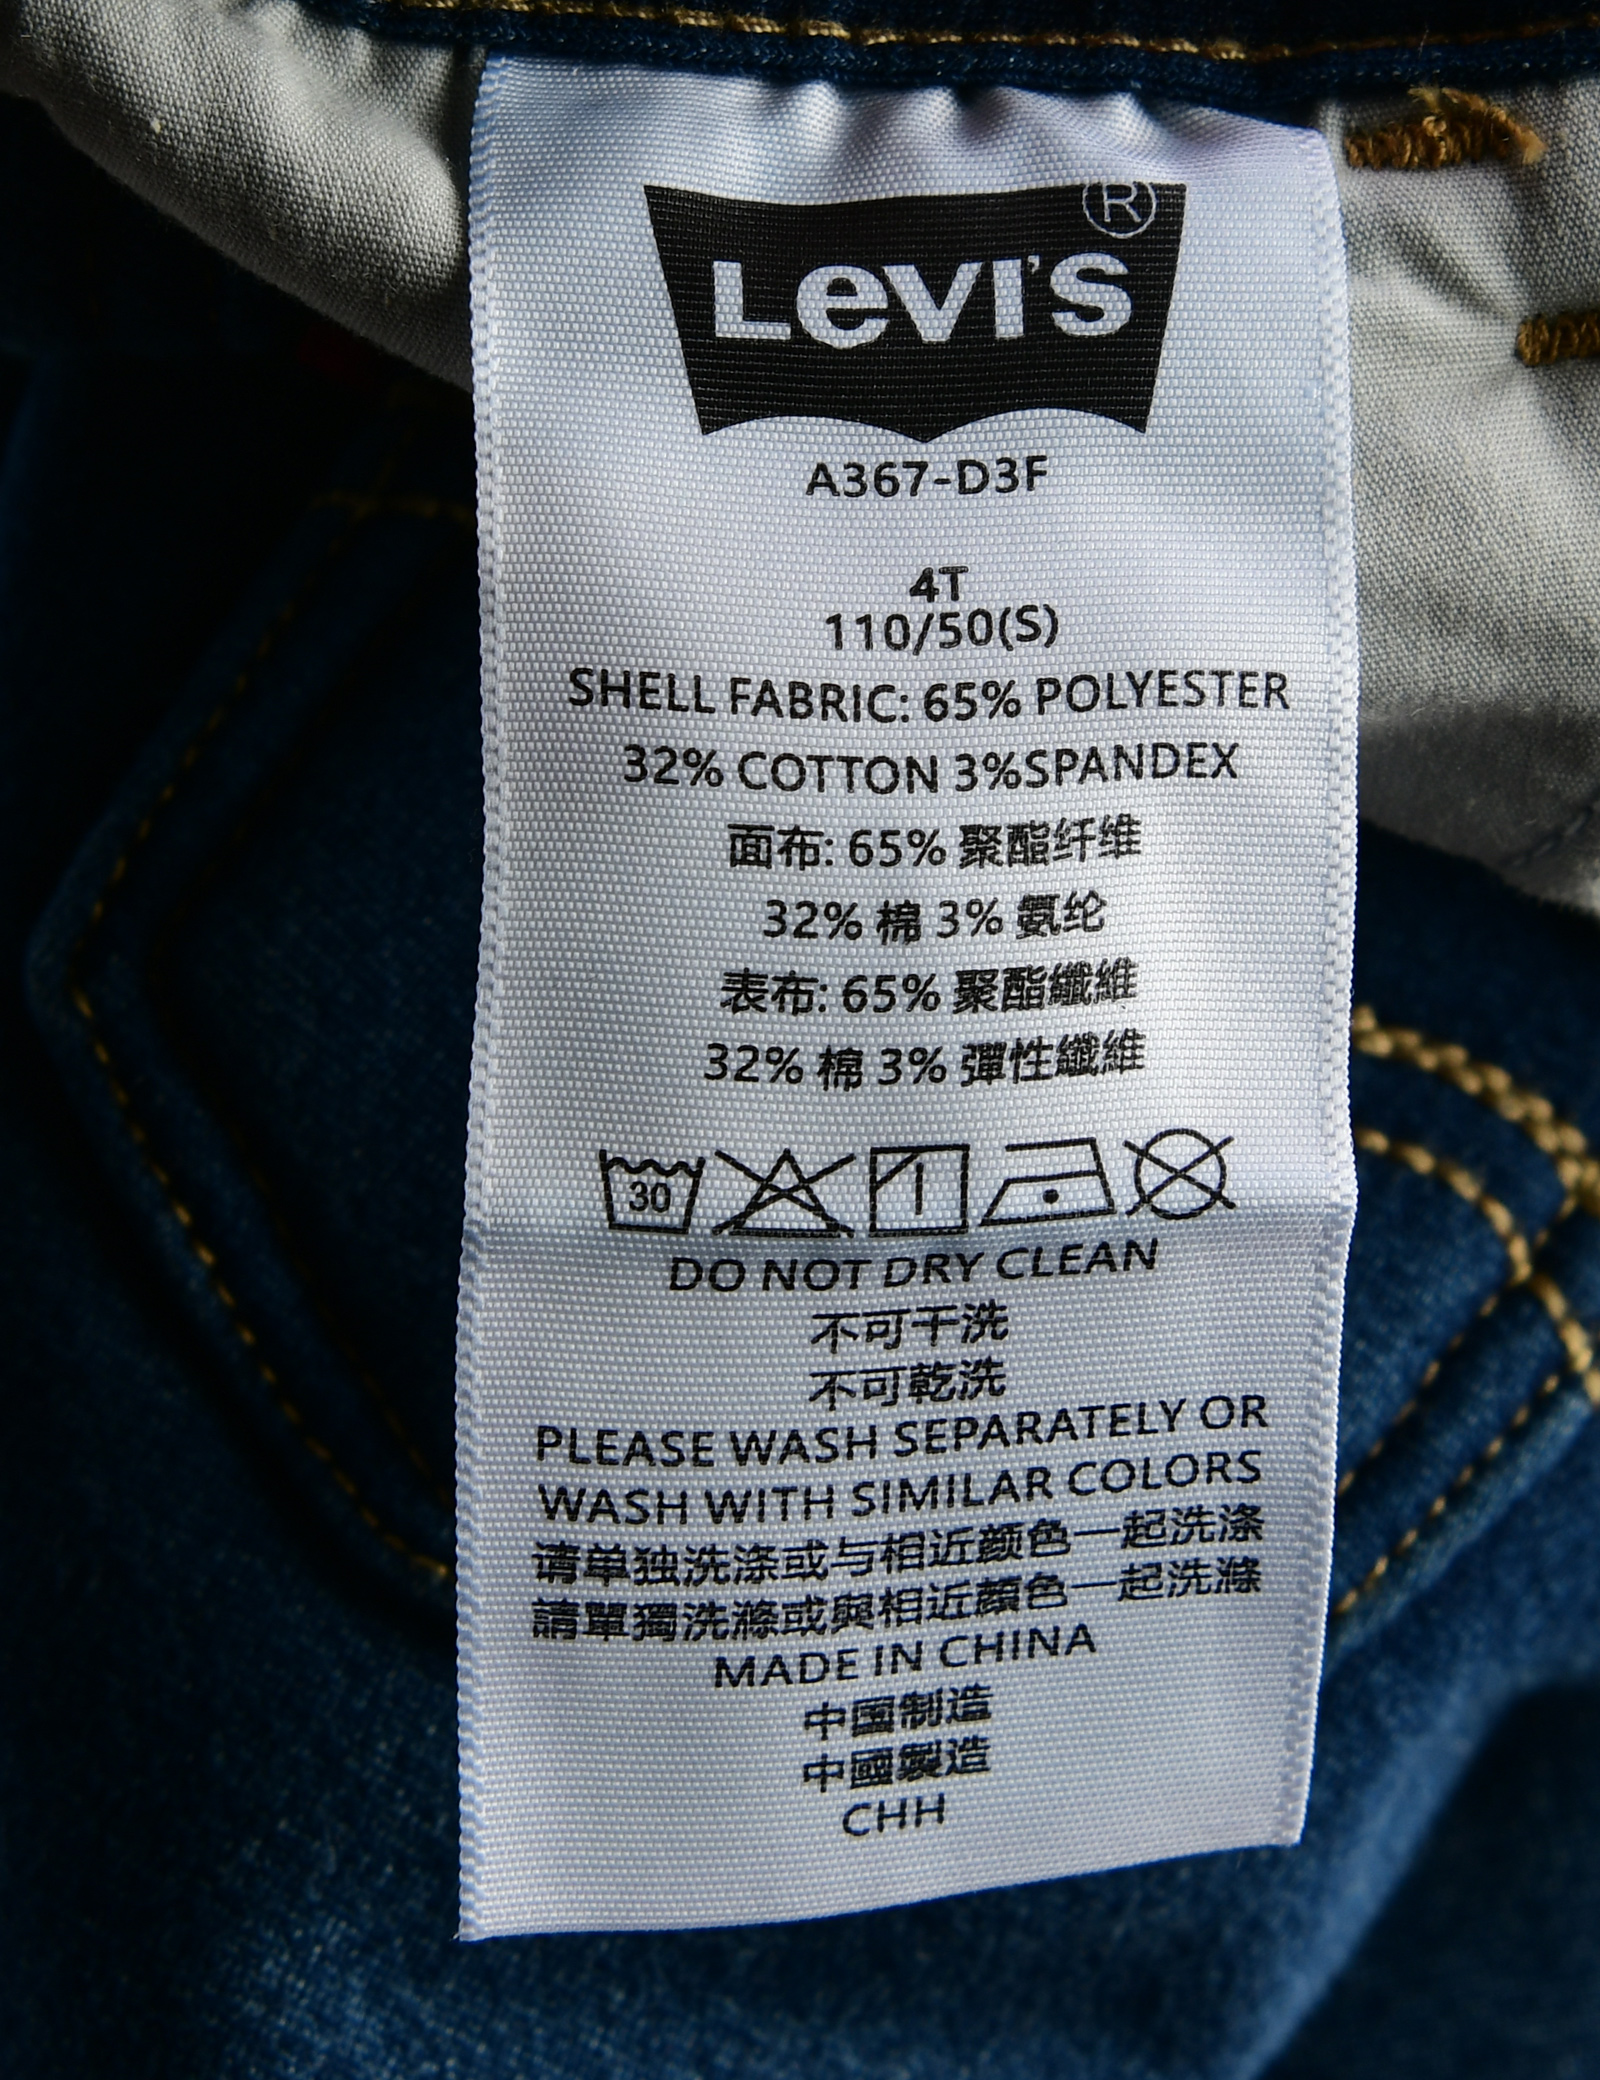 Levi's®
A367-D3F
4T
110/50(S)
SHELL FABRIC: 65% POLYESTER
32% COTTON 3%SPANDEX
面布: 65% 聚酯纤维
32% 棉 3% 氨纶
表布: 65% 聚酯纖維
32% 棉 3% 彈性纖維
30
DO NOT DRY CLEAN
不可干洗
不可乾洗
PLEASE WASH SEPARATELY OR
WASH WITH SIMILAR COLORS
请单独洗涤或与相近颜色一起洗涤
請單獨洗滌或與相近顏色一起洗滌
MADE IN CHINA
中国制造
中國製造
CHH